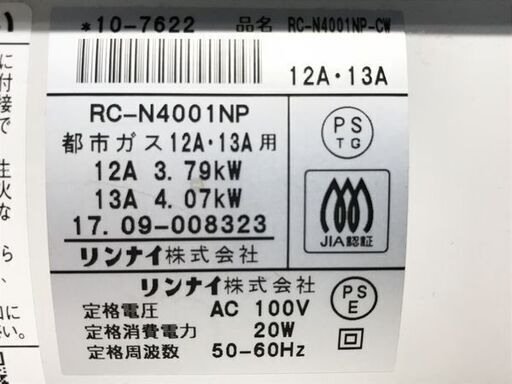 *10-7622 品名 RC-N4001NP-CW
12A・13A
RC-N4001NP
都市ガス12A・13A用
12A 3.79kW
13A 4.07kW
17.09-008323
リンナイ株式会社
PS
TG
JIA認証
リンナイ株式会社
定格電圧 AC 100V
定格消費電力 20W
定格周波数 50-60Hz
PS
E